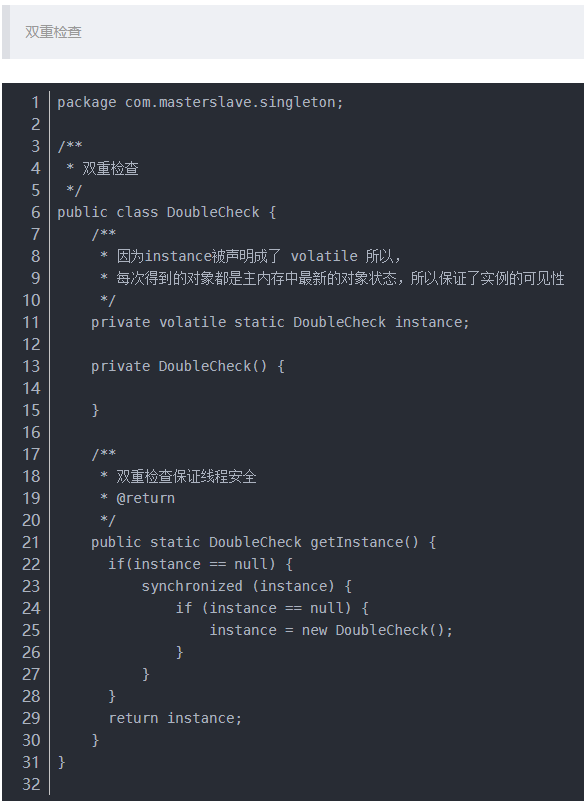 双重检查
1 package com.masterslave.singleton;
2
3 /**
4  * 双重检查
5  */
6 public class DoubleCheck {
7     /**
8      * 因为instance被声明成了 volatile 所以，
9      * 每次得到的对象都是主内存中最新的对象状态，所以保证了实例的可见性
10      */
11     private volatile static DoubleCheck instance;
12
13     private DoubleCheck() {
14
15     }
16
17     /**
18      * 双重检查保证线程安全
19      * @return
20      */
21     public static DoubleCheck getInstance() {
22       if(instance == null) {
23           synchronized (instance) {
24               if (instance == null) {
25                   instance = new DoubleCheck();
26               }
27           }
28       }
29       return instance;
30     }
31 }
32